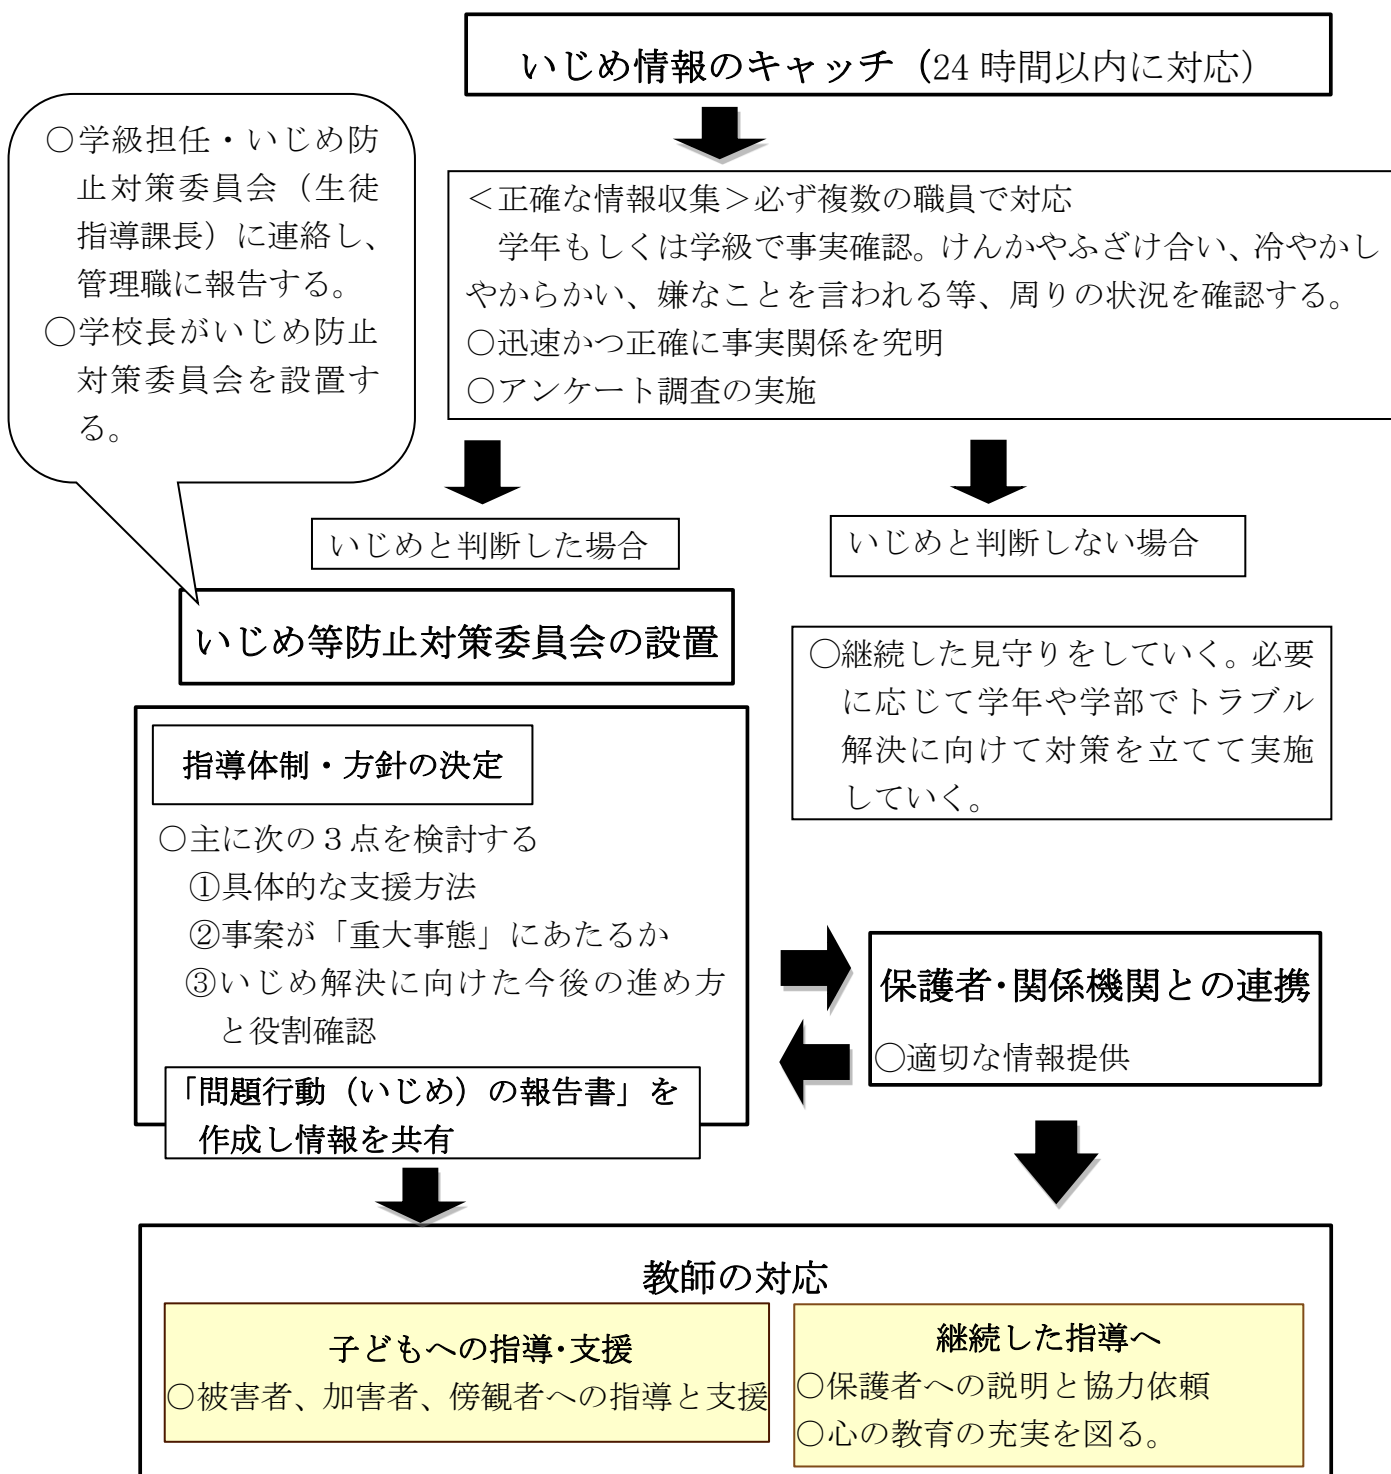 いじめ情報のキャッチ（24 時間以内に対応）
○学級担任・いじめ防
止対策委員会（生徒
指導課長）に連絡し、
管理職に報告する。
○学校長がいじめ防止
対策委員会を設置す
る。
＜正確な情報収集＞必ず複数の職員で対応
学年もしくは学級で事実確認。けんかやふざけ合い、冷やかし
やからかい、嫌なことを言われる等、周りの状況を確認する。
○迅速かつ正確に事実関係を究明
○アンケート調査の実施
いじめと判断した場合
いじめと判断しない場合
いじめ等防止対策委員会の設置
○継続した見守りをしていく。必要
に応じて学年や学部でトラブル
解決に向けて対策を立てて実施
していく。
指導体制・方針の決定
○主に次の３点を検討する
①具体的な支援方法
②事案が「重大事態」にあたるか
③いじめ解決に向けた今後の進め方
と役割確認
「問題行動（いじめ）の報告書」を
作成し情報を共有
保護者・関係機関との連携
○適切な情報提供
教師の対応
子どもへの指導・支援
○被害者、加害者、傍観者への指導と支援
継続した指導へ
○保護者への説明と協力依頼
○心の教育の充実を図る。